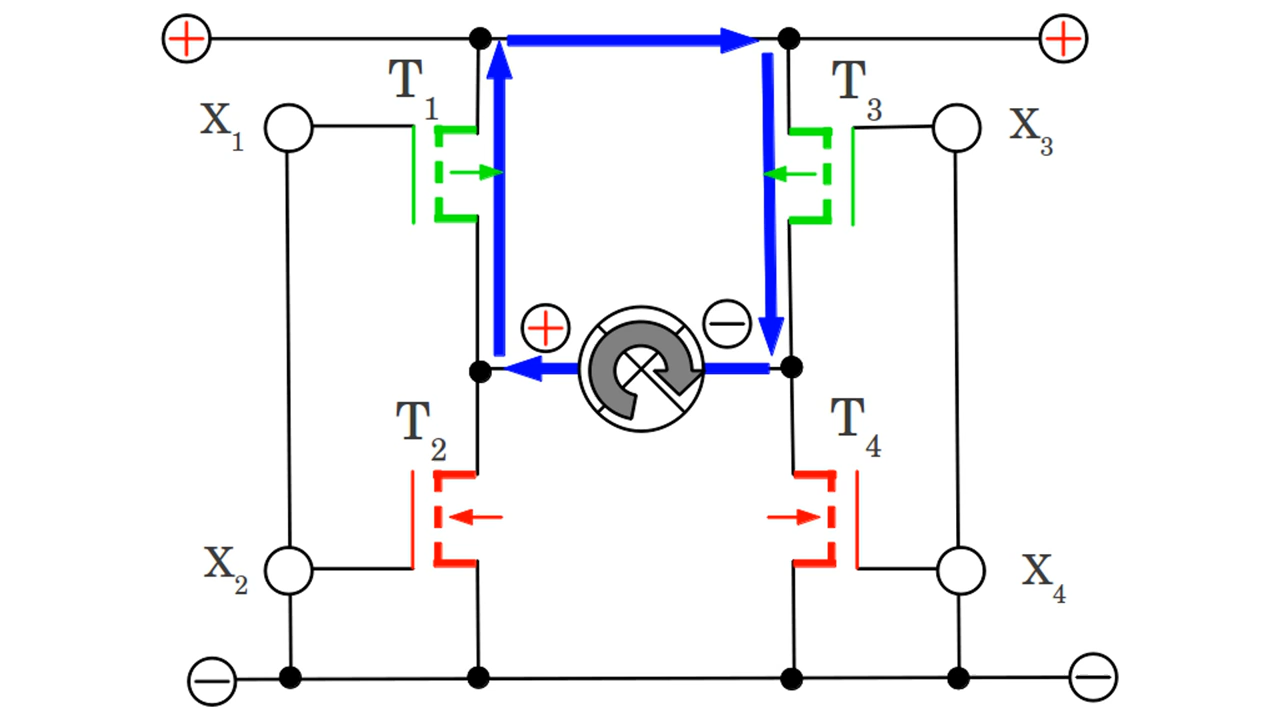 +
+
T₁
T₃
X₁
X₃
+
−
T₂
T₄
X₂
X₄
−
−